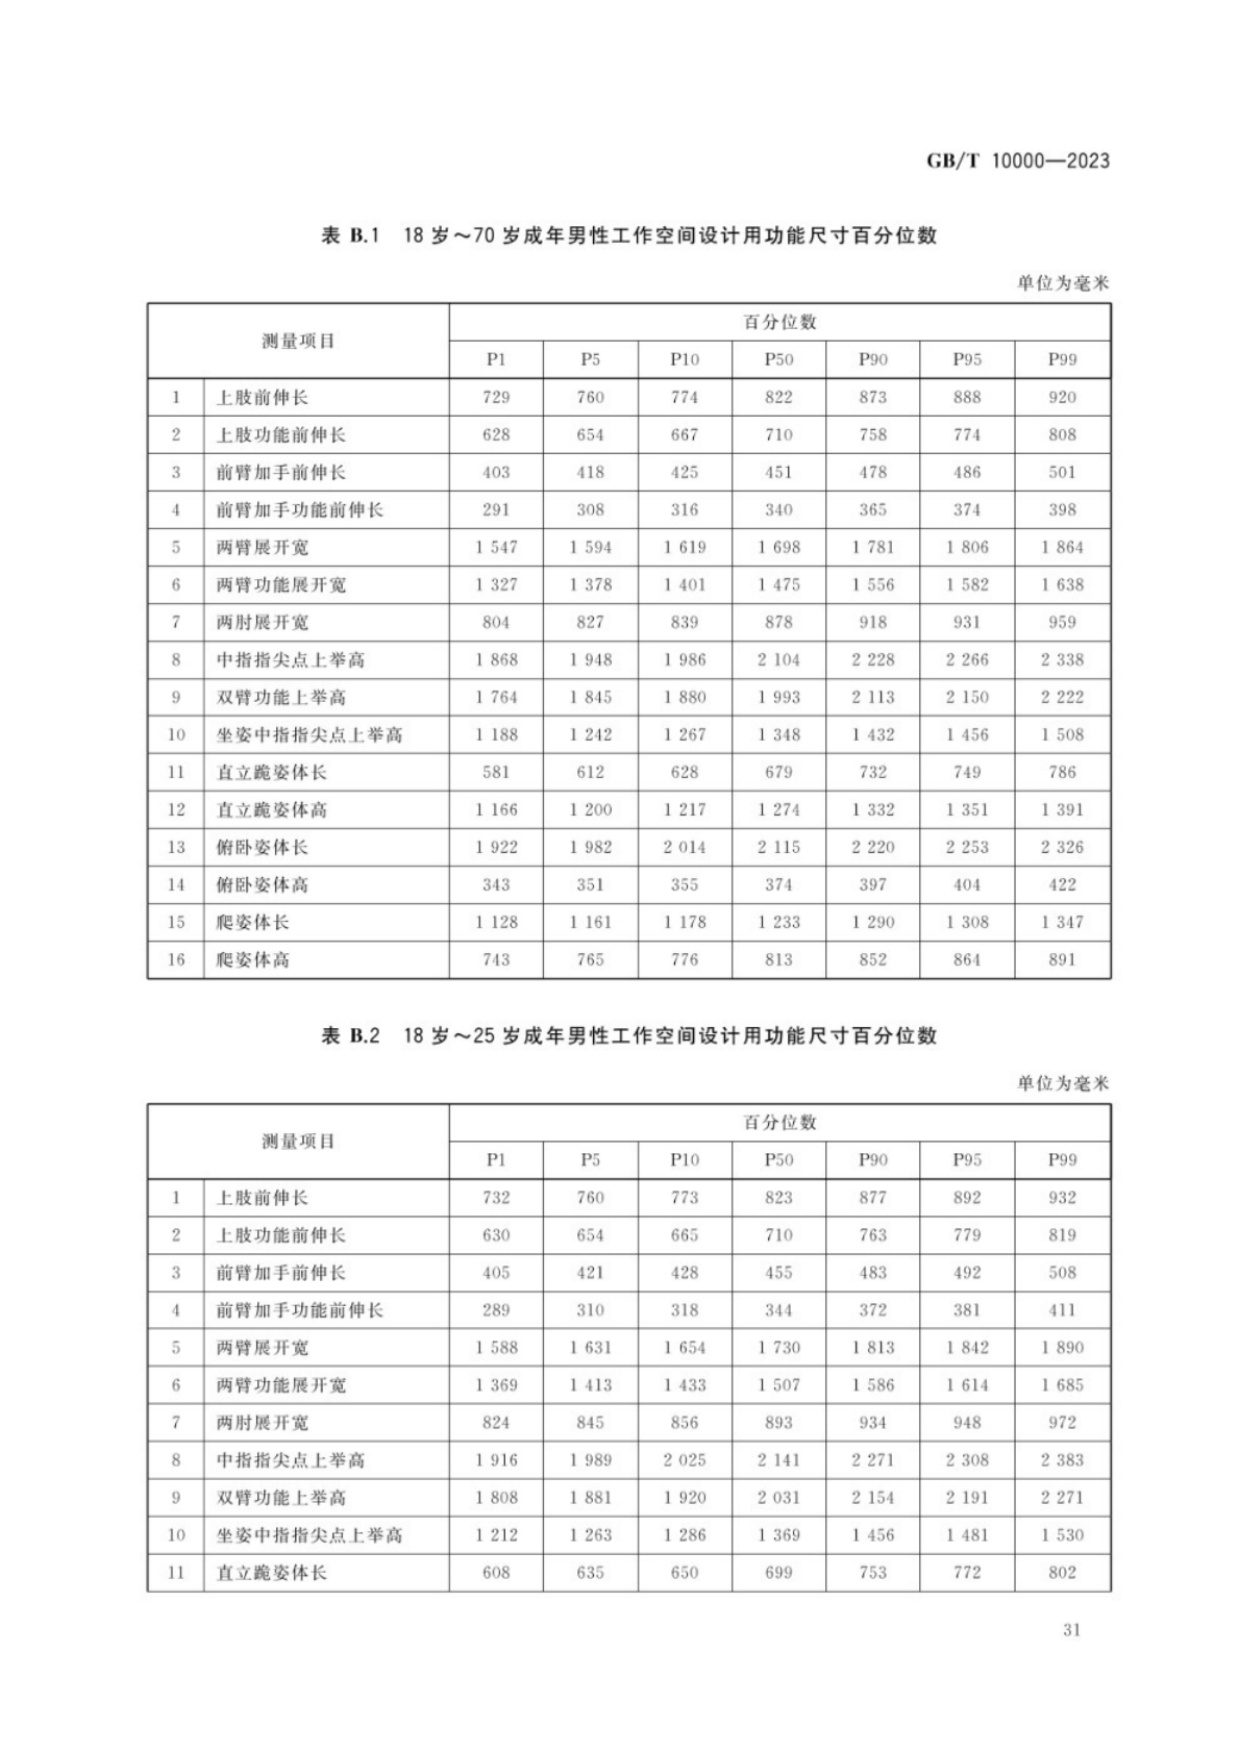 GB/T 10000—2023
表 B.1 18 岁～70 岁成年男性工作空间设计用功能尺寸百分位数
单位为毫米
测量项目 百分位数
P1 P5 P10 P50 P90 P95 P99
1 上肢前伸长 729 760 774 822 873 888 920
2 上肢功能前伸长 628 654 667 710 758 774 808
3 前臂加手前伸长 403 418 425 451 478 486 501
4 前臂加手功能前伸长 291 308 316 340 365 374 398
5 两臂展开宽 1 547 1 594 1 619 1 698 1 781 1 806 1 864
6 两臂功能展开宽 1 327 1 378 1 401 1 475 1 556 1 582 1 638
7 两肘展开宽 804 827 839 878 918 931 959
8 中指指尖点上举高 1 868 1 948 1 986 2 104 2 228 2 266 2 338
9 双臂功能上举高 1 764 1 845 1 880 1 993 2 113 2 150 2 222
10 坐姿中指指尖点上举高 1 188 1 242 1 267 1 348 1 432 1 456 1 508
11 直立跪姿体长 581 612 628 679 732 749 786
12 直立跪姿体高 1 166 1 200 1 217 1 274 1 332 1 351 1 391
13 俯卧姿体长 1 922 1 982 2 014 2 115 2 220 2 253 2 326
14 俯卧姿体高 343 351 355 374 397 404 422
15 爬姿体长 1 128 1 161 1 178 1 233 1 290 1 308 1 347
16 爬姿体高 743 765 776 813 852 864 891
表 B.2 18 岁～25 岁成年男性工作空间设计用功能尺寸百分位数
单位为毫米
测量项目 百分位数
P1 P5 P10 P50 P90 P95 P99
1 上肢前伸长 732 760 773 823 877 892 932
2 上肢功能前伸长 630 654 665 710 763 779 819
3 前臂加手前伸长 405 421 428 455 483 492 508
4 前臂加手功能前伸长 289 310 318 344 372 381 411
5 两臂展开宽 1 588 1 631 1 654 1 730 1 813 1 842 1 890
6 两臂功能展开宽 1 369 1 413 1 433 1 507 1 586 1 614 1 685
7 两肘展开宽 824 845 856 893 934 948 972
8 中指指尖点上举高 1 916 1 989 2 025 2 141 2 271 2 308 2 383
9 双臂功能上举高 1 808 1 881 1 920 2 031 2 154 2 191 2 271
10 坐姿中指指尖点上举高 1 212 1 263 1 286 1 369 1 456 1 481 1 530
11 直立跪姿体长 608 635 650 699 753 772 802
31